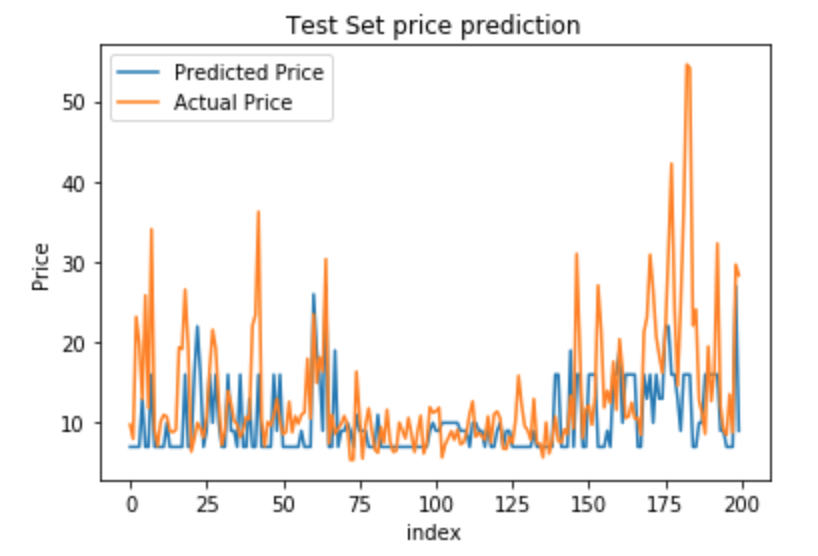 Test Set price prediction
Predicted Price
Actual Price
50
40
30
20
10
Price
0 25 50 75 100 125 150 175 200
index